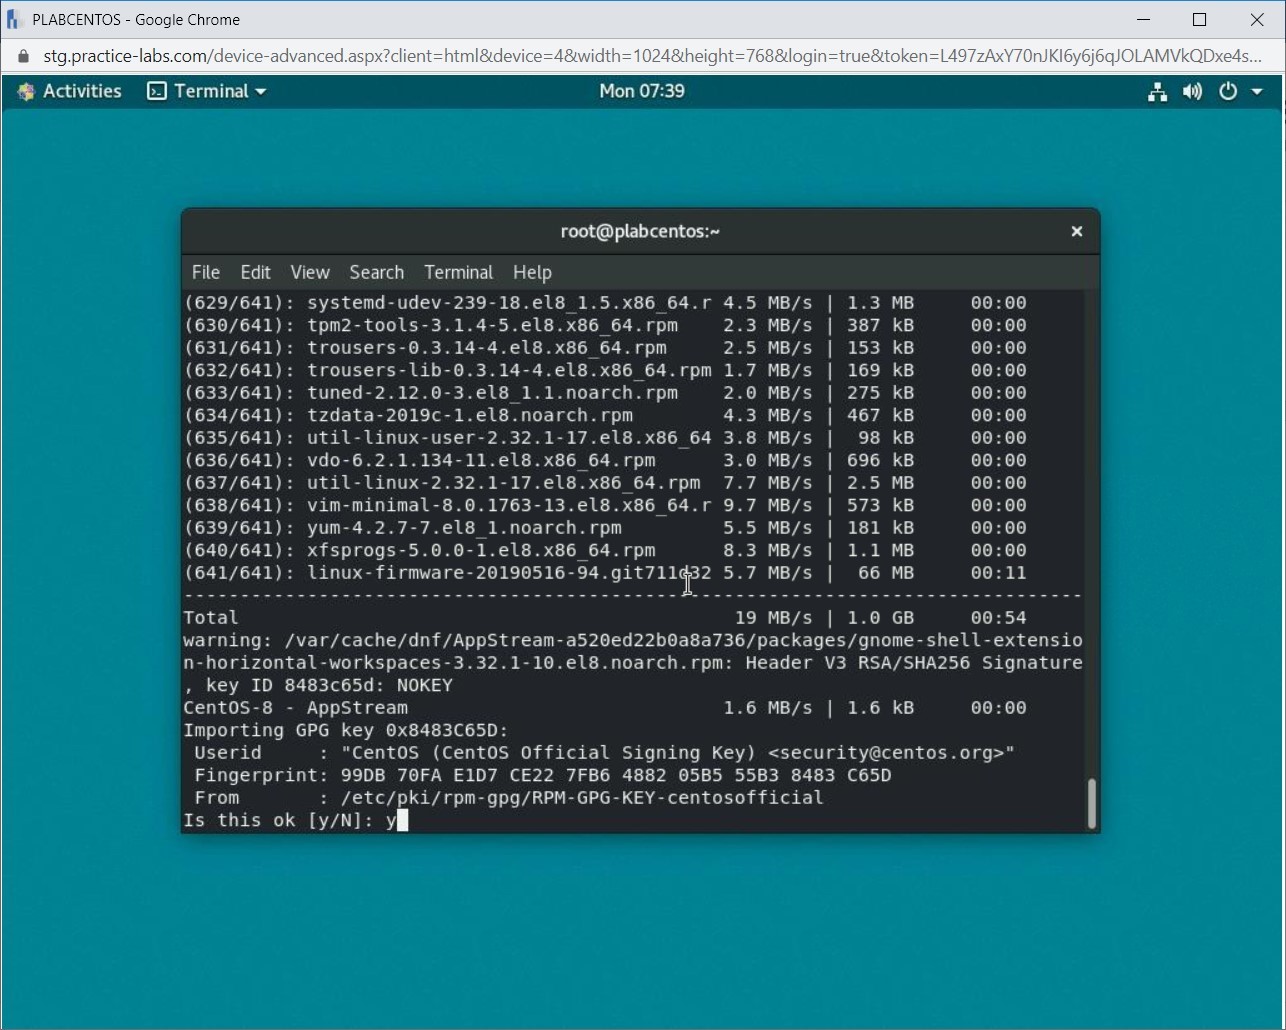 PLABCENTOS - Google Chrome
stg.practice-labs.com/device-advanced.aspx?client=html&device=4&width=1024&height=768&login=true&token=L497zAxY70nJKI6y6j6qJOLAMVkQDxe4s...
Activities Terminal Mon 07:39
root@plabcentos:~
File Edit View Search Terminal Help
(629/641): systemd-udev-239-18.el8_1.5.x86_64.r 4.5 MB/s | 1.3 MB 00:00
(630/641): tpm2-tools-3.1.4-5.el8.x86_64.rpm 2.3 MB/s | 387 kB 00:00
(631/641): trousers-0.3.14-4.el8.x86_64.rpm 2.5 MB/s | 153 kB 00:00
(632/641): trousers-lib-0.3.14-4.el8.x86_64.rpm 1.7 MB/s | 169 kB 00:00
(633/641): tuned-2.12.0-3.el8_1.1.noarch.rpm 2.0 MB/s | 275 kB 00:00
(634/641): tzdata-2019c-1.el8.noarch.rpm 4.3 MB/s | 467 kB 00:00
(635/641): util-linux-user-2.32.1-17.el8.x86_64 3.8 MB/s | 98 kB 00:00
(636/641): vdo-6.2.1.134-11.el8.x86_64.rpm 3.0 MB/s | 696 kB 00:00
(637/641): util-linux-2.32.1-17.el8.x86_64.rpm 7.7 MB/s | 2.5 MB 00:00
(638/641): vim-minimal-8.0.1763-13.el8.x86_64.r 9.7 MB/s | 573 kB 00:00
(639/641): yum-4.2.7-7.el8_1.noarch.rpm 5.5 MB/s | 181 kB 00:00
(640/641): xfsprogs-5.0.0-1.el8.x86_64.rpm 8.3 MB/s | 1.1 MB 00:00
(641/641): linux-firmware-20190516-94.git711d32 5.7 MB/s | 66 MB 00:11
--------------------------------------------------------------------------------
Total 19 MB/s | 1.0 GB 00:54
warning: /var/cache/dnf/AppStream-a520ed22b0a8a736/packages/gnome-shell-extensio
n-horizontal-workspaces-3.32.1-10.el8.noarch.rpm: Header V3 RSA/SHA256 Signature
, key ID 8483c65d: NOKEY
CentOS-8 - AppStream 1.6 MB/s | 1.6 kB 00:00
Importing GPG key 0x8483C65D:
Userid : "CentOS (CentOS Official Signing Key) <security@centos.org>"
Fingerprint: 99DB 70FA E1D7 CE22 7FB6 4882 05B5 55B3 8483 C65D
From : /etc/pki/rpm-gpg/RPM-GPG-KEY-centosofficial
Is this ok [y/N]: y